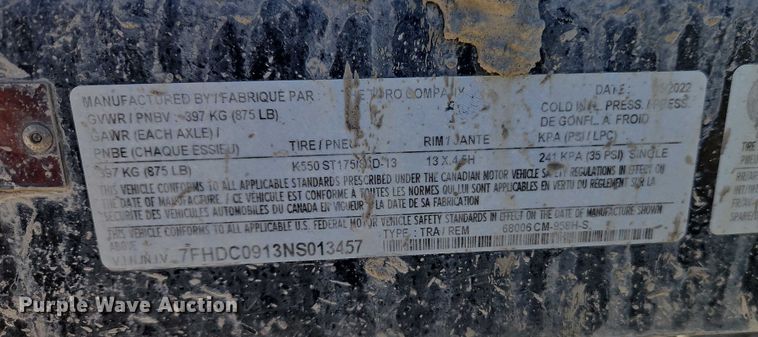 MANUFACTURED BY / FABRIQUE PAR COMPANY DATE: 2022
GVWR / PNBV - 397 KG (875 LB) COLD INFL. PRESS. / PRESS.
GAWR (EACH AXLE) / TIRE / PNEU RIM / JANTE DE GONFL. A FROID
PNBE (CHAQUE ESSIEU) KPA (PSI / LPC)
397 KG (875 LB) K550 13 X 4.5H 241 KPA (35 PSI) SINGLE
THIS VEHICLE CONFORMS TO ALL APPLICABLE STANDARDS PRESCRIBED UNDER THE CANADIAN MOTOR VEHICLE SAFETY REGULATIONS IN EFFECT ON
THE DATE OF MANUFACTURE. / CE VEHICULE EST CONFORME A TOUTES LES NORMES QUI LUI SONT APPLICABLES EN VERTU DU REGLEMENT SUR LA
SECURITE DES VEHICULES AUTOMOBILES DU CANADA EN VIGUEUR A LA DATE DE SA FABRICATION
THIS VEHICLE CONFORMS TO ALL APPLICABLE U.S. FEDERAL MOTOR VEHICLE SAFETY STANDARDS IN EFFECT ON THE DATE OF MANUFACTURE SHOWN ABOVE.
7FHDC0913NS013457 TYPE: TRA / REM 68006 CM-958H-S
Purple Wave Auction